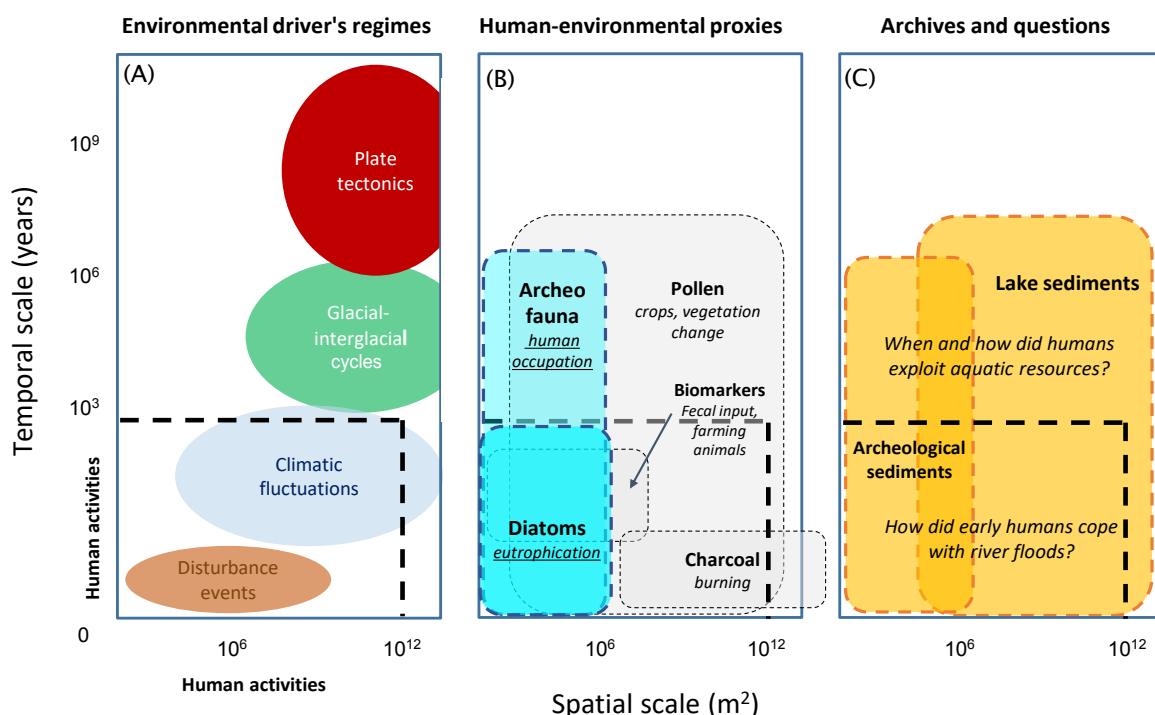 Environmental driver's regimes
Human-environmental proxies
Archives and questions
(A)
(B)
(C)
Temporal scale (years)
10⁹
10⁶
10³
0
Human activities
Plate
tectonics
Glacial-
interglacial
cycles
Climatic
fluctuations
Disturbance
events
10⁶
10¹²
Human activities
Archeo
fauna
human
occupation
Pollen
crops, vegetation
change
Biomarkers
Fecal input,
farming
animals
Diatoms
eutrophication
Charcoal
burning
10⁶
10¹²
Spatial scale (m²)
Lake sediments
When and how did humans
exploit aquatic resources?
Archeological
sediments
How did early humans cope
with river floods?
10⁶
10¹²